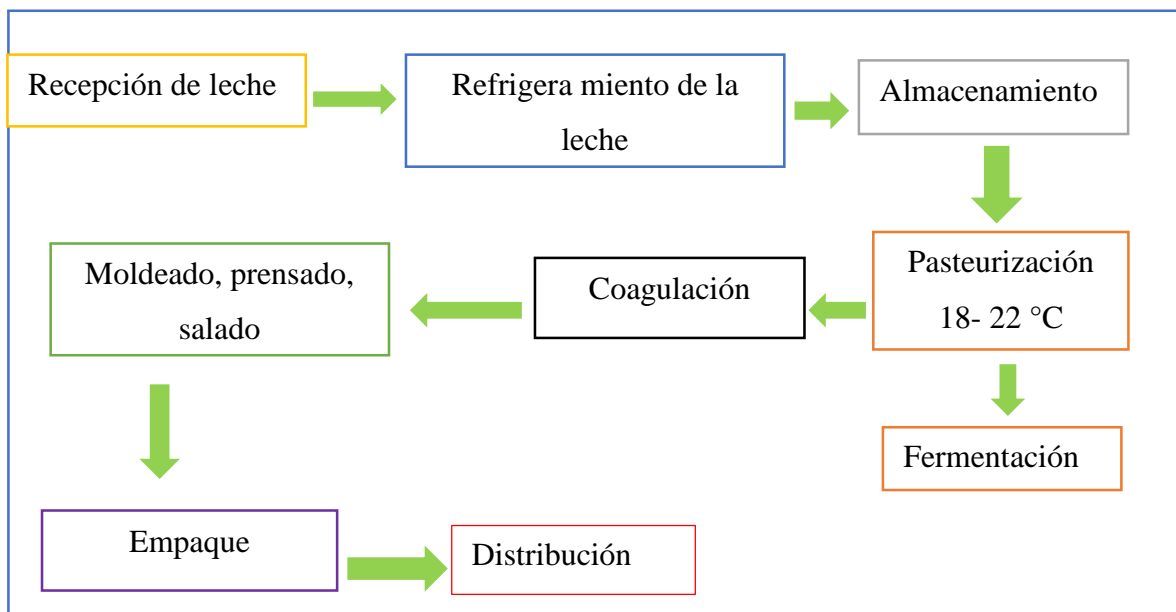 Recepción de leche
Refrigera miento de la
leche
Almacenamiento
Pasteurización
18- 22 °C
Coagulación
Moldeado, prensado,
salado
Fermentación
Empaque
Distribución